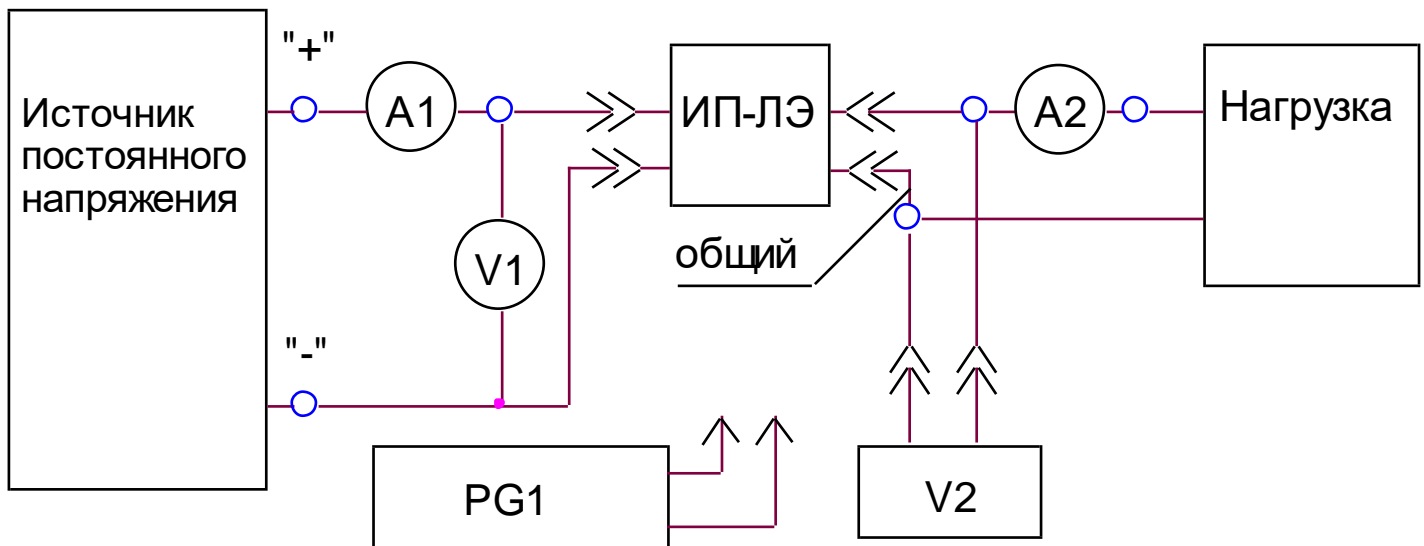 "+"
Источник
постоянного
напряжения
A1
ИП-ЛЭ
A2
Нагрузка
V1
общий
"-"
PG1
V2